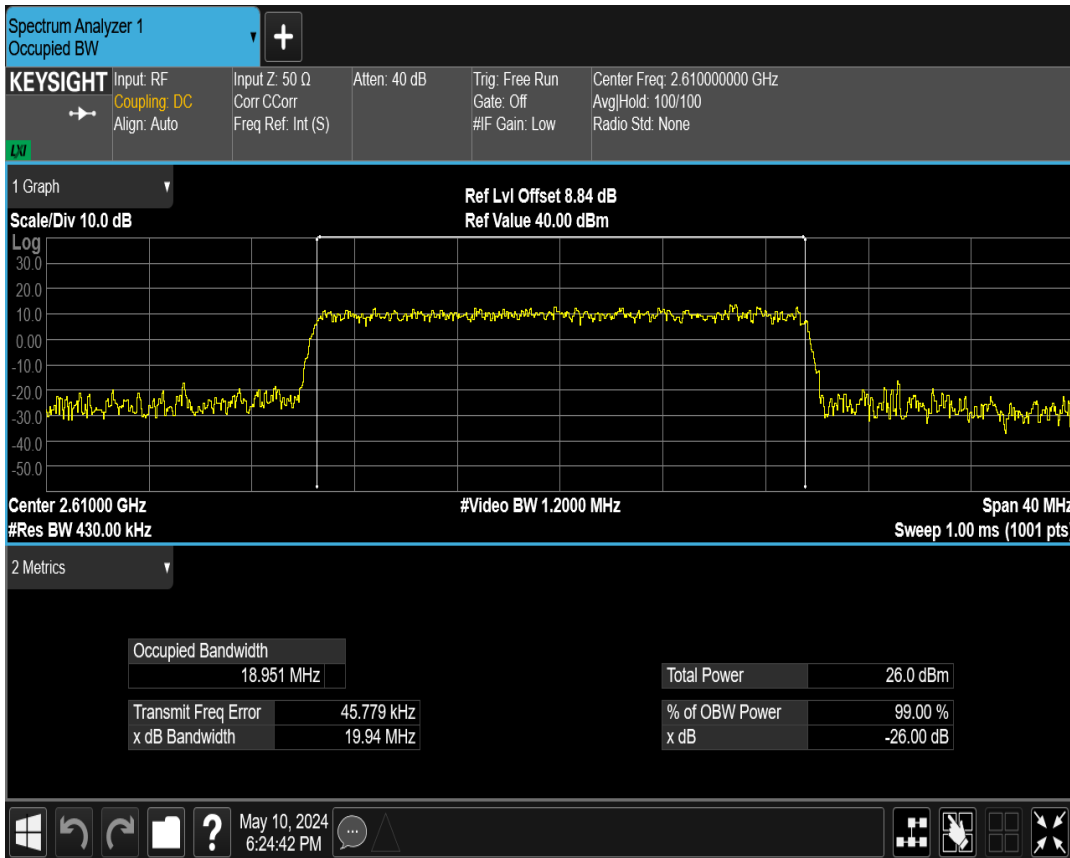 Spectrum Analyzer 1
Occupied BW
KEYSIGHT
LXI
Input: RF
Coupling: DC
Align: Auto
Input Z: 50 Ω
Corr CCorr
Freq Ref: Int (S)
Atten: 40 dB
Trig: Free Run
Gate: Off
#IF Gain: Low
Center Freq: 2.610000000 GHz
Avg|Hold: 100/100
Radio Std: None
1 Graph
Scale/Div 10.0 dB
Ref Lvl Offset 8.84 dB
Ref Value 40.00 dBm
Log
30.0
20.0
10.0
0.00
-10.0
-20.0
-30.0
-40.0
-50.0
Center 2.61000 GHz
#Video BW 1.2000 MHz
Span 40 MHz
#Res BW 430.00 kHz
Sweep 1.00 ms (1001 pts)
2 Metrics
Occupied Bandwidth
18.951 MHz
Total Power 26.0 dBm
Transmit Freq Error 45.779 kHz
% of OBW Power 99.00 %
x dB Bandwidth 19.94 MHz
x dB -26.00 dB
?
May 10, 2024
6:24:42 PM